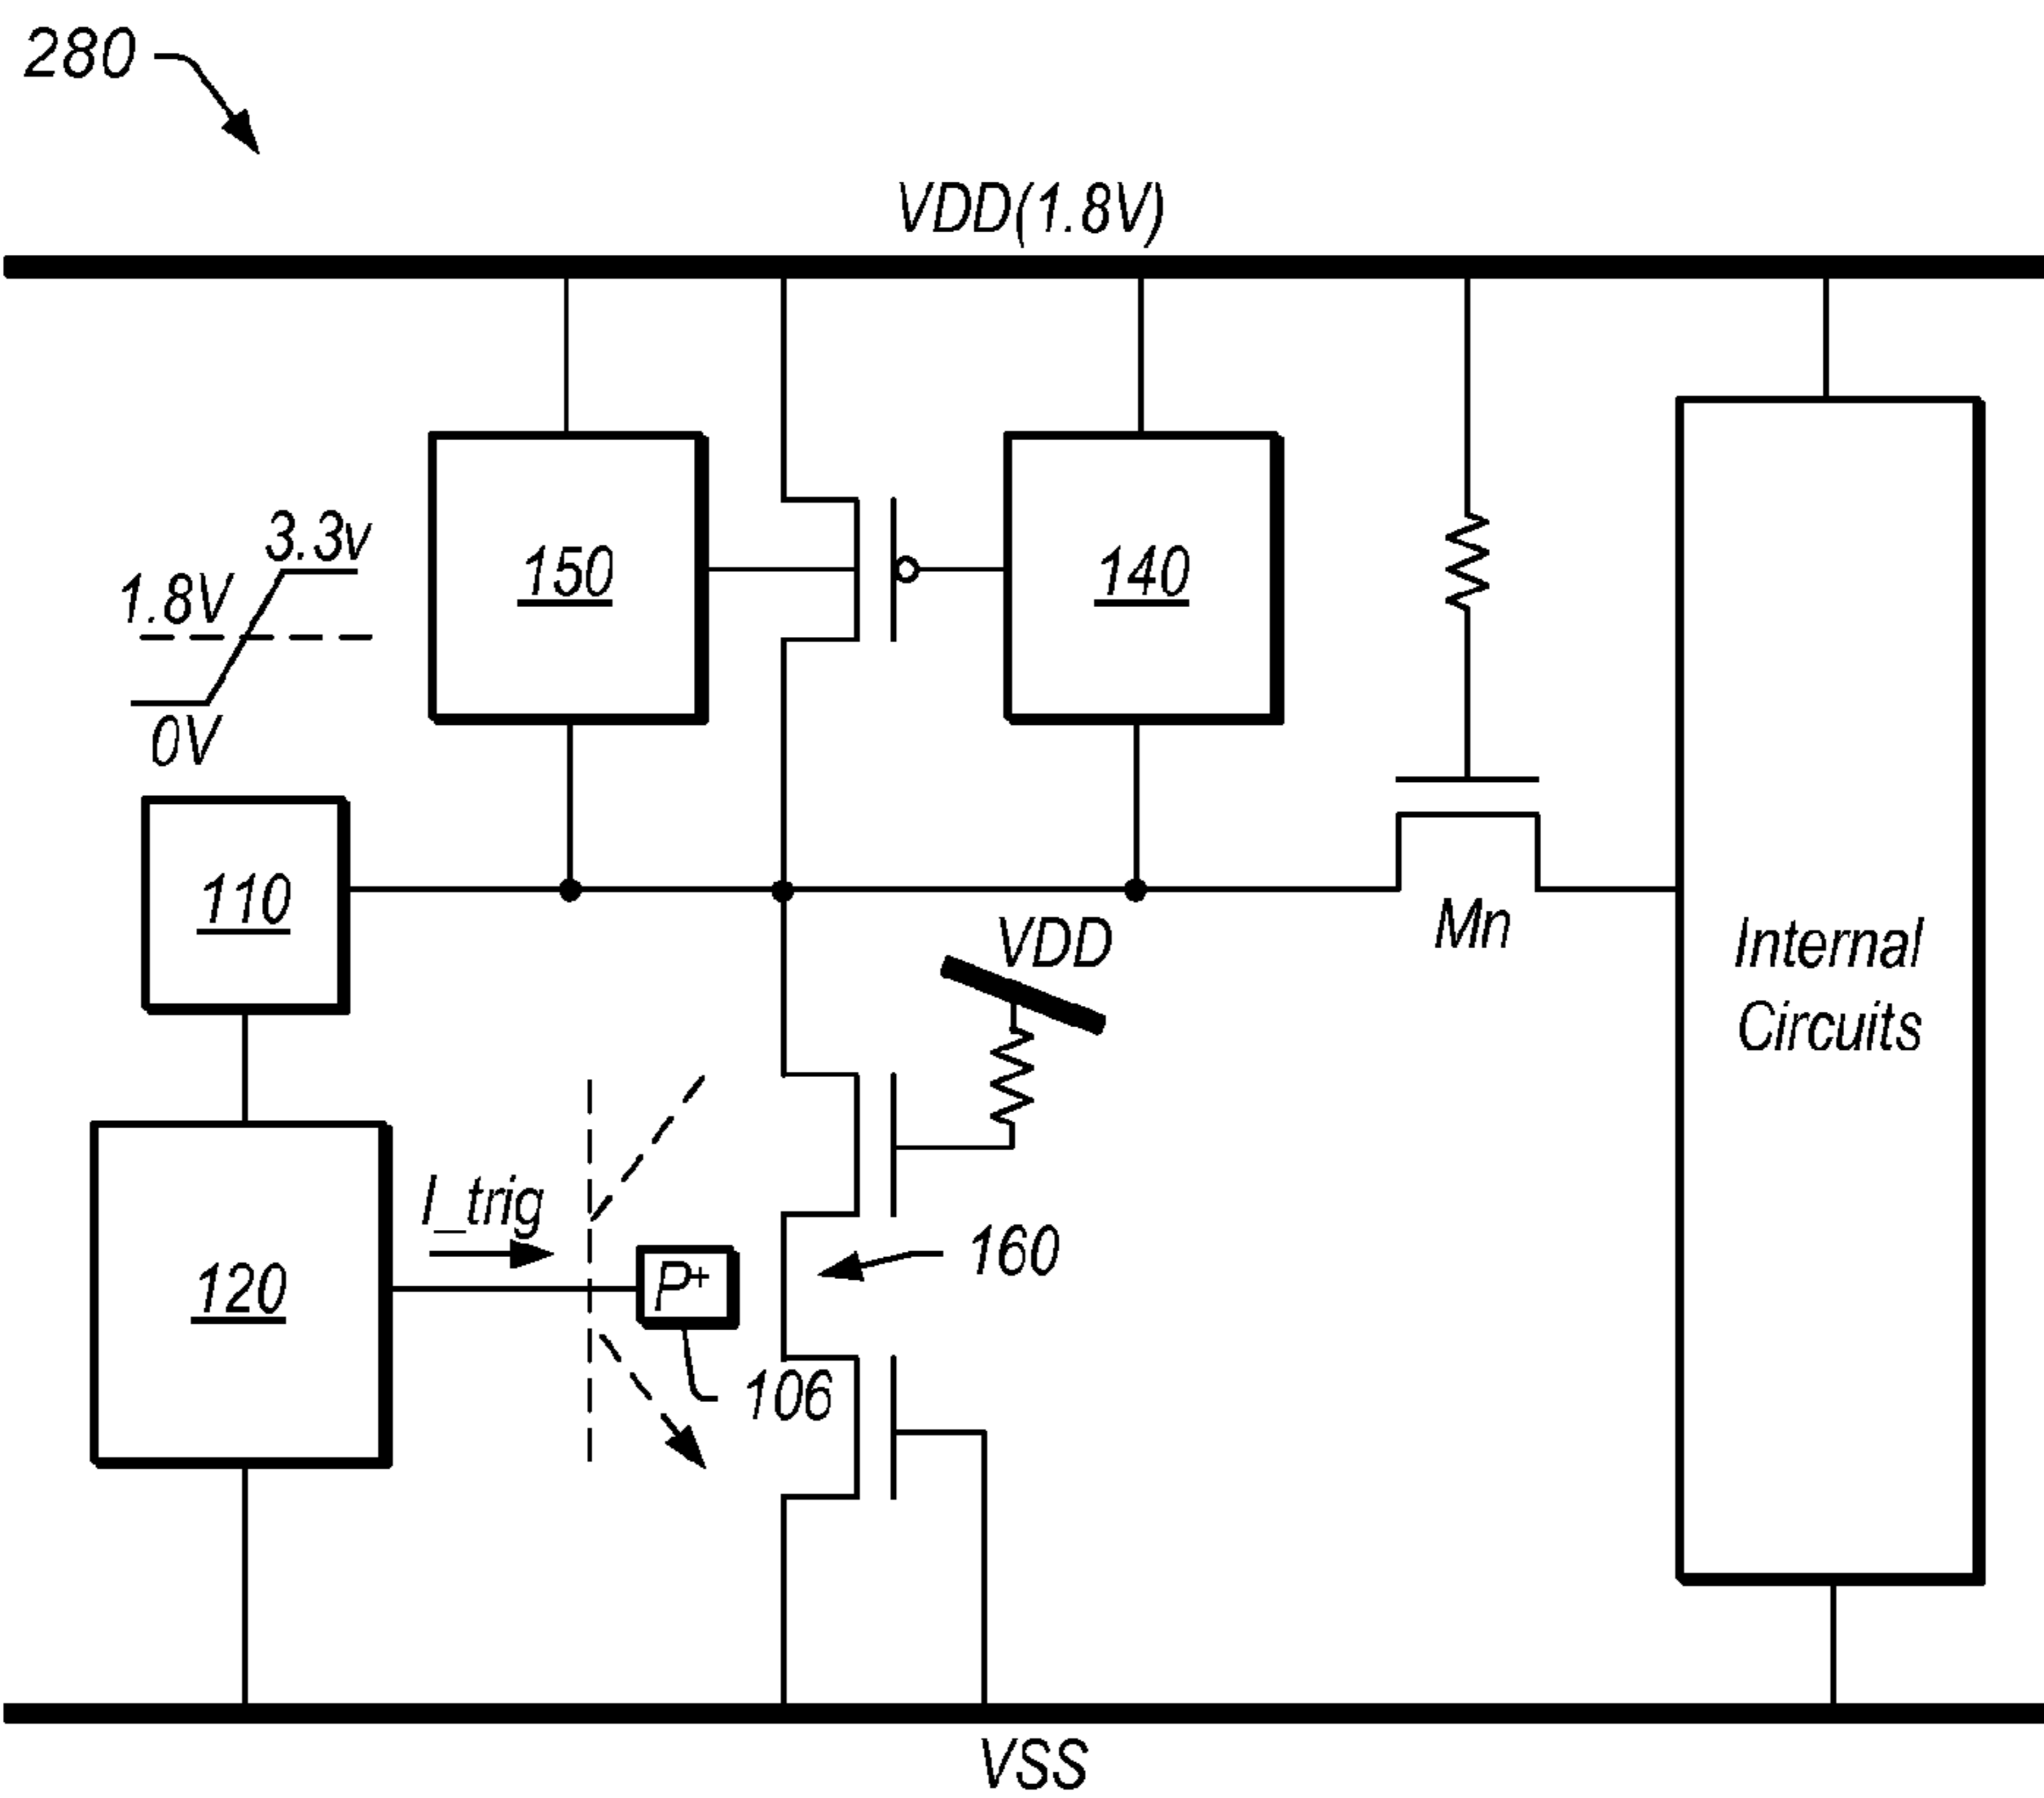 280
VDD(1.8V)
3.3v
1.8V
150
140
0V
110
Mn
VDD
Internal
Circuits
I_trig
160
120
P+
106
VSS